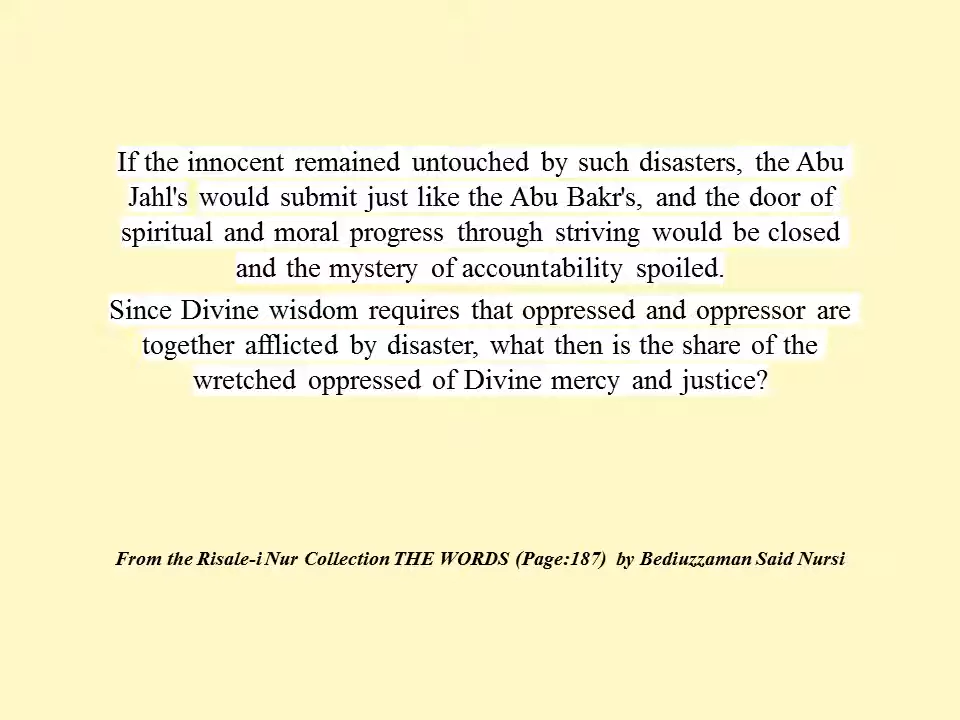 If the innocent remained untouched by such disasters, the Abu
Jahl's would submit just like the Abu Bakr's, and the door of
spiritual and moral progress through striving would be closed
and the mystery of accountability spoiled.
Since Divine wisdom requires that oppressed and oppressor are
together afflicted by disaster, what then is the share of the
wretched oppressed of Divine mercy and justice?
From the Risale-i Nur Collection THE WORDS (Page:187) by Bediuzzaman Said Nursi